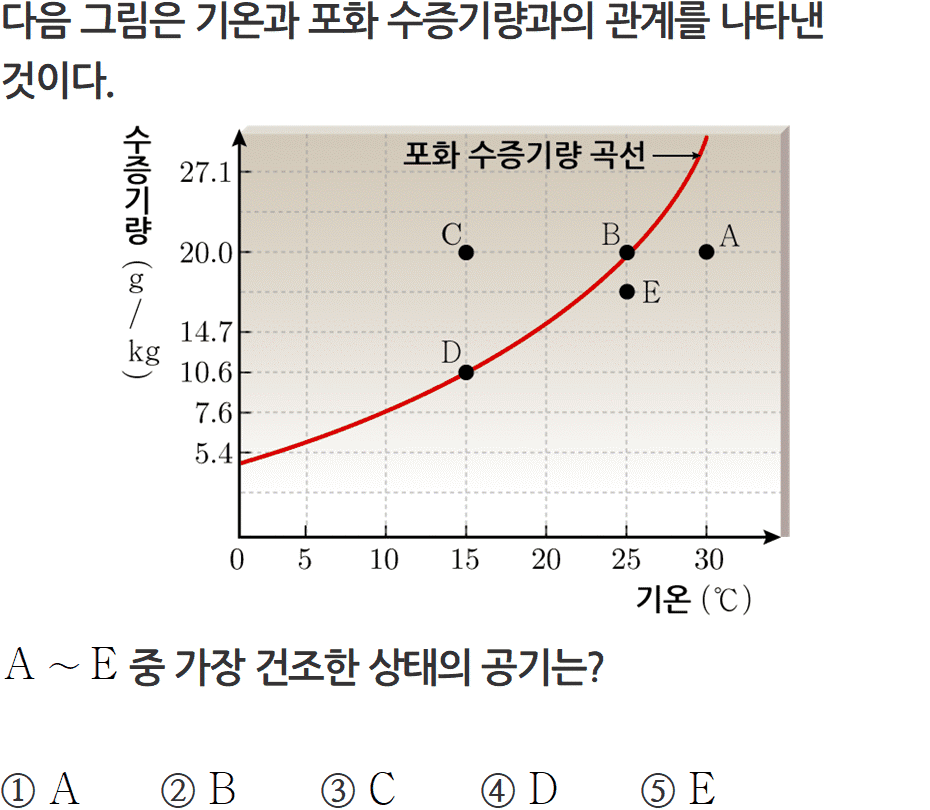 다음 그림은 기온과 포화 수증기량과의 관계를 나타낸
것이다.
수증기량 (g/kg)
포화 수증기량 곡선
27.1
20.0
14.7
10.6
7.6
5.4
C
B
A
E
D
0 5 10 15 20 25 30
기온 (℃)
A ~ E 중 가장 건조한 상태의 공기는?
① A ② B ③ C ④ D ⑤ E